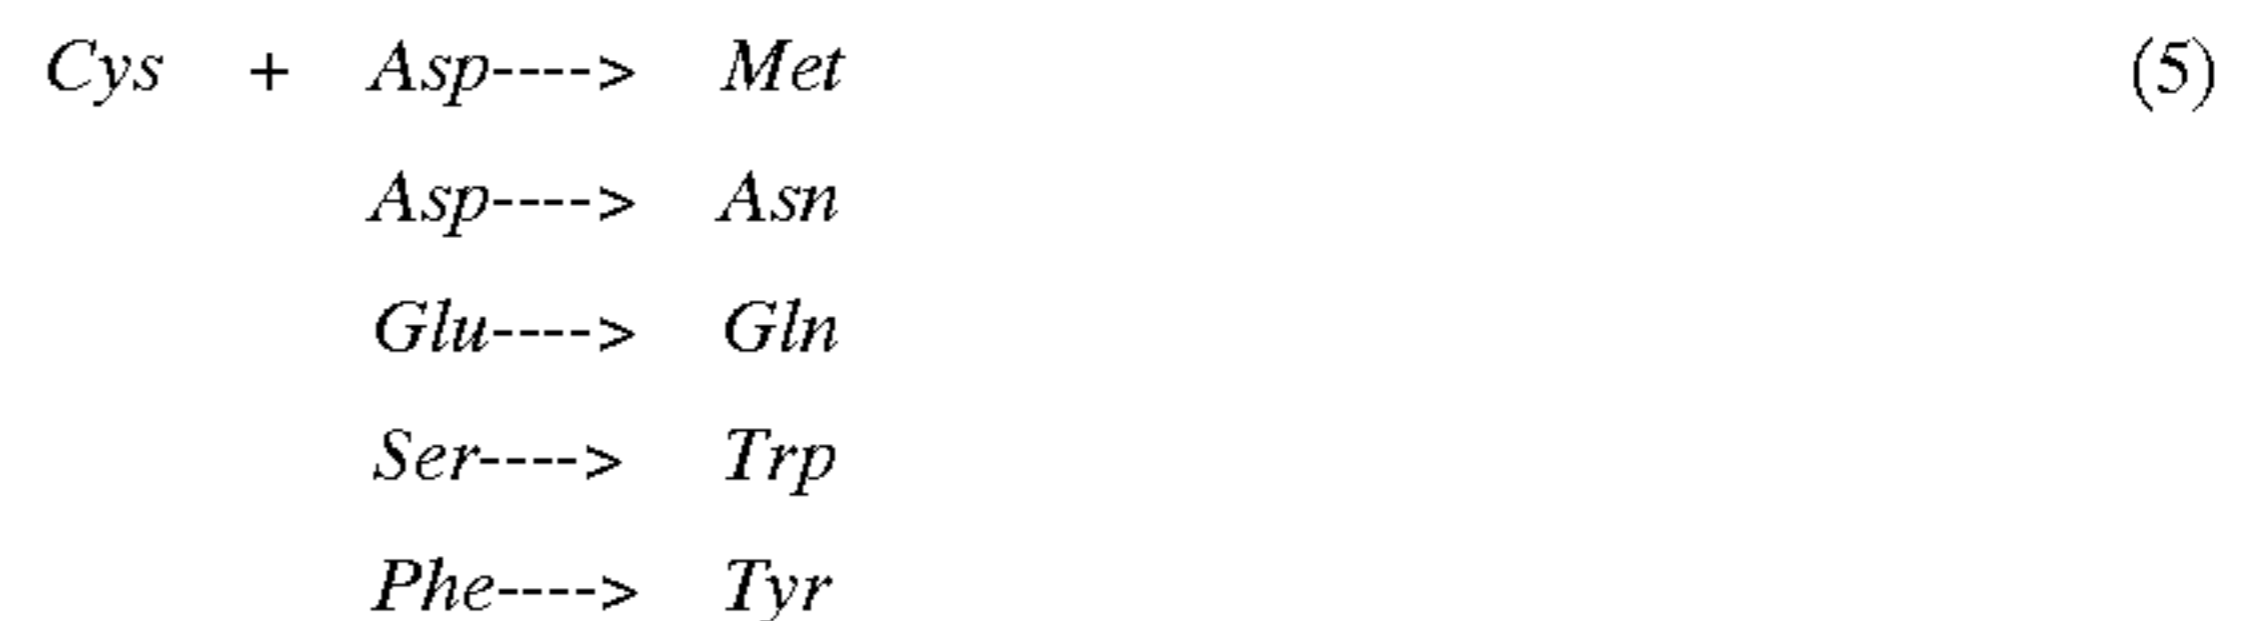 Cys + Asp----> Met (5)
Asp----> Asn
Glu----> Gln
Ser----> Trp
Phe----> Tyr